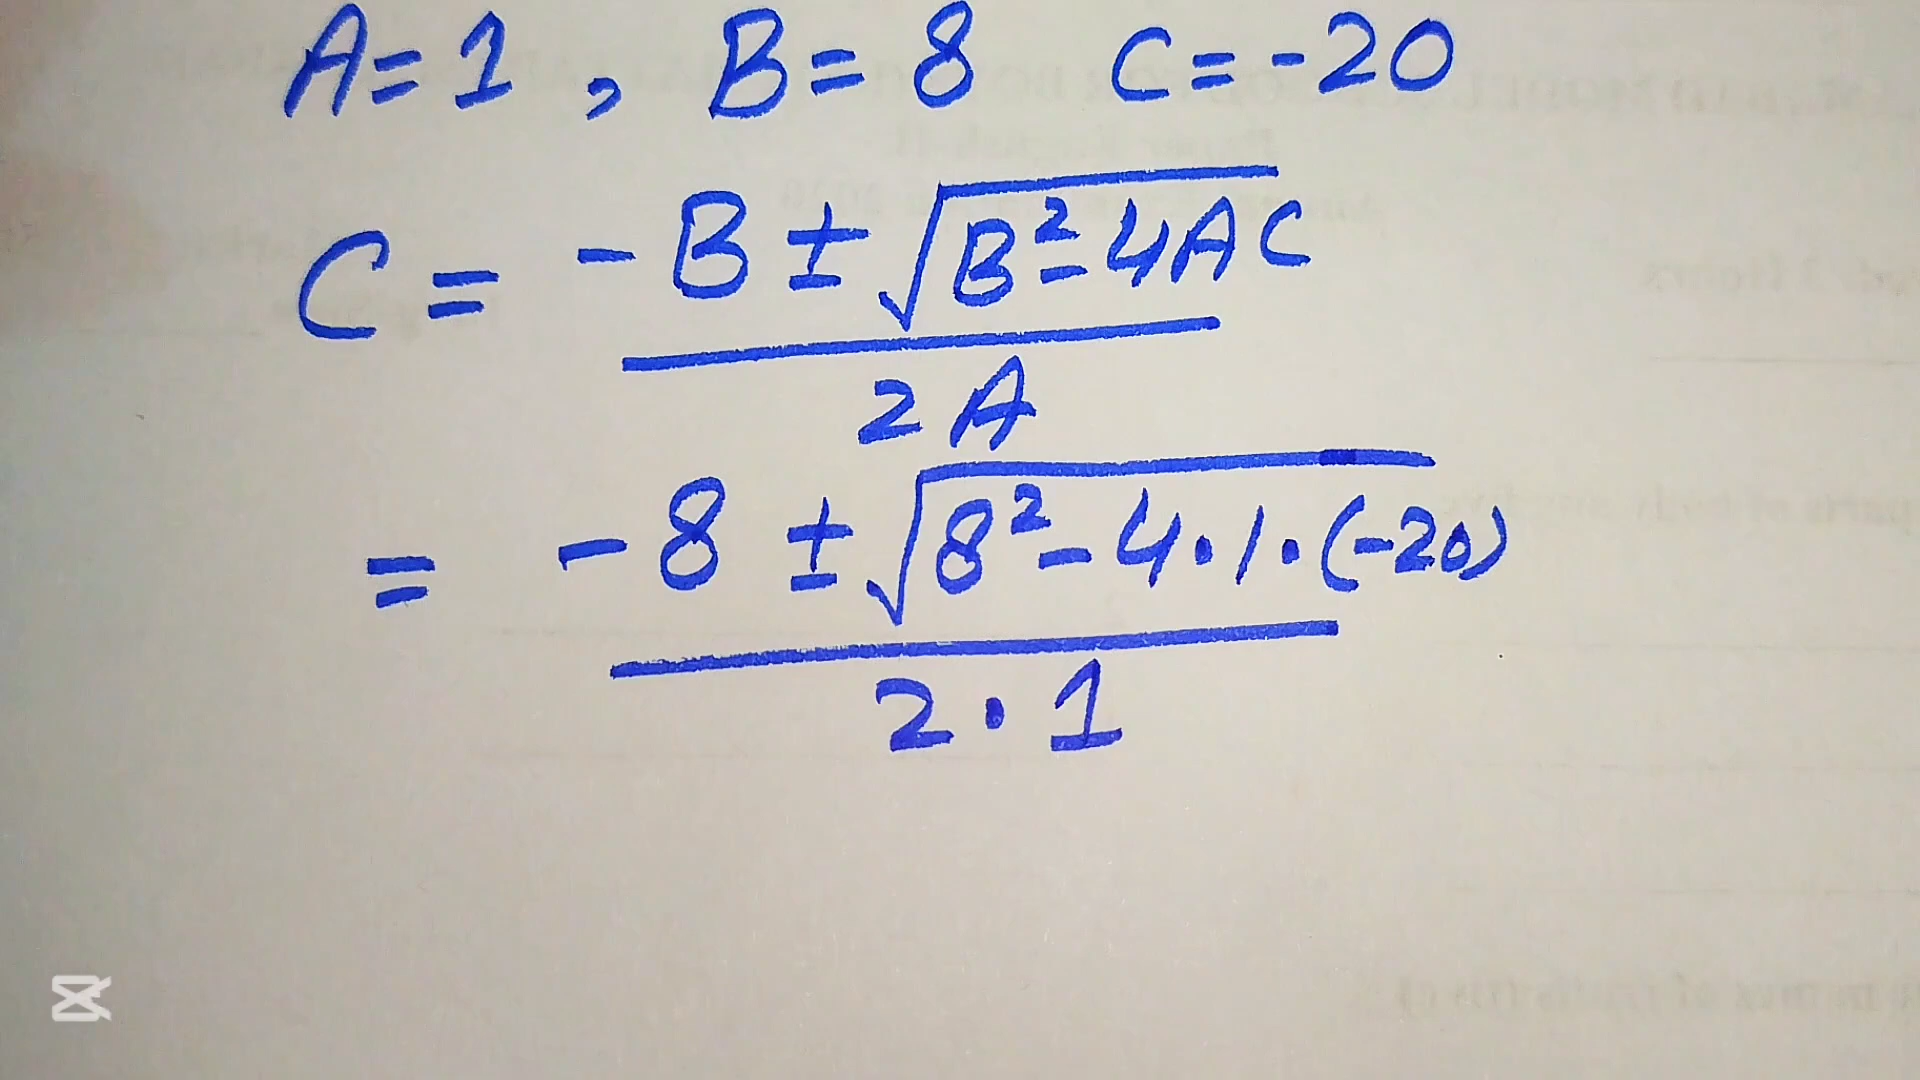 A = 1 , B = 8 C = -20
C = -B ± √(B² - 4AC) / 2A
= -8 ± √(8² - 4·1·(-20)) / 2·1